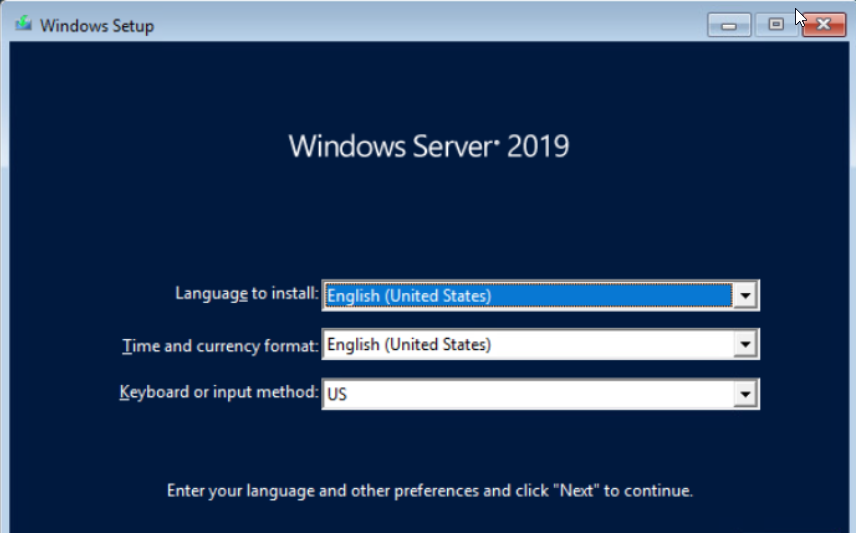 Windows Setup
Windows Server® 2019
Language to install: English (United States)
Time and currency format: English (United States)
Keyboard or input method: US
Enter your language and other preferences and click "Next" to continue.